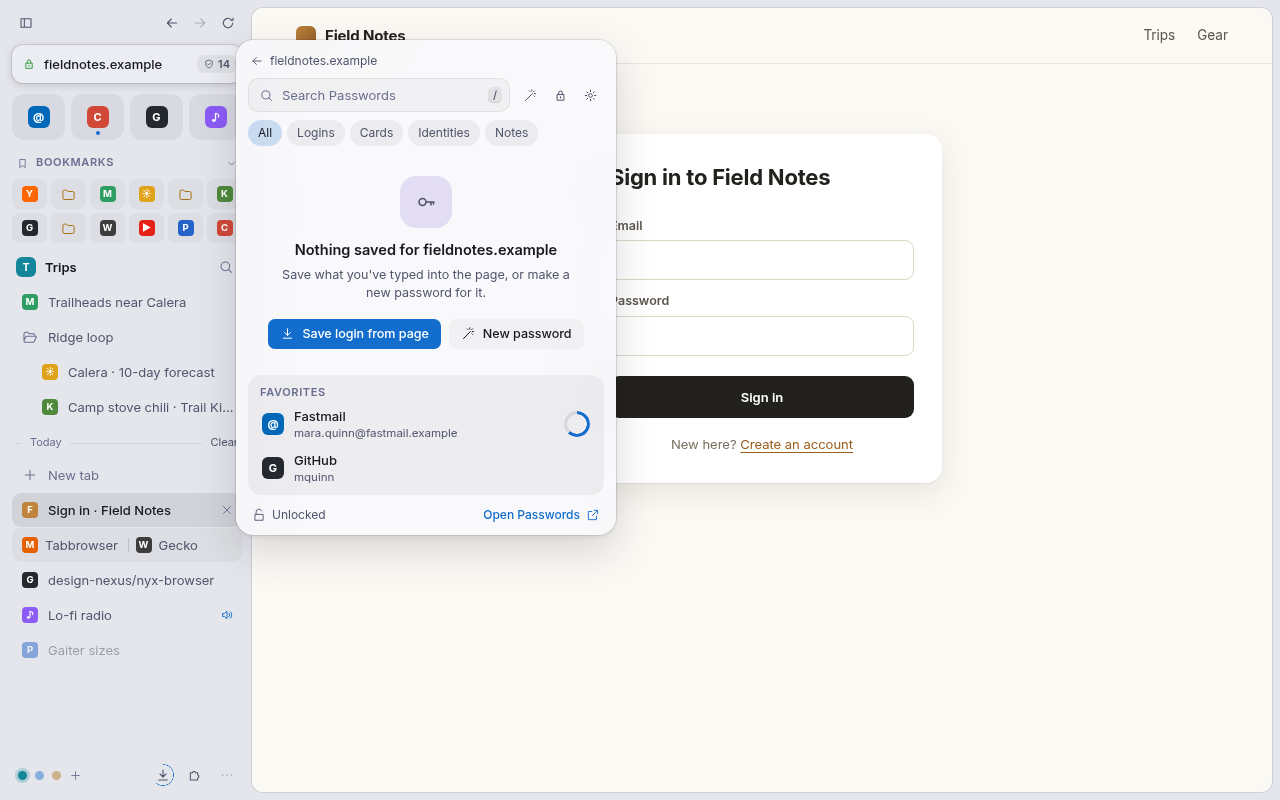 fieldnotes.example
14
@
C
G
BOOKMARKS
Y
M
K
G
W
P
C
T Trips
M Trailheads near Calera
Ridge loop
Calera · 10-day forecast
K Camp stove chili · Trail Ki...
Today
Clear
New tab
F Sign in · Field Notes
M Tabbrowser
W Gecko
G design-nexus/nyx-browser
Lo-fi radio
P Gaiter sizes
fieldnotes.example
Search Passwords
/
All
Logins
Cards
Identities
Notes
Nothing saved for fieldnotes.example
Save what you've typed into the page, or make a
new password for it.
Save login from page
New password
FAVORITES
@ Fastmail
mara.quinn@fastmail.example
G GitHub
mquinn
Unlocked
Open Passwords
Field Notes
Trips
Gear
Sign in to Field Notes
Email
Password
Sign in
New here? Create an account